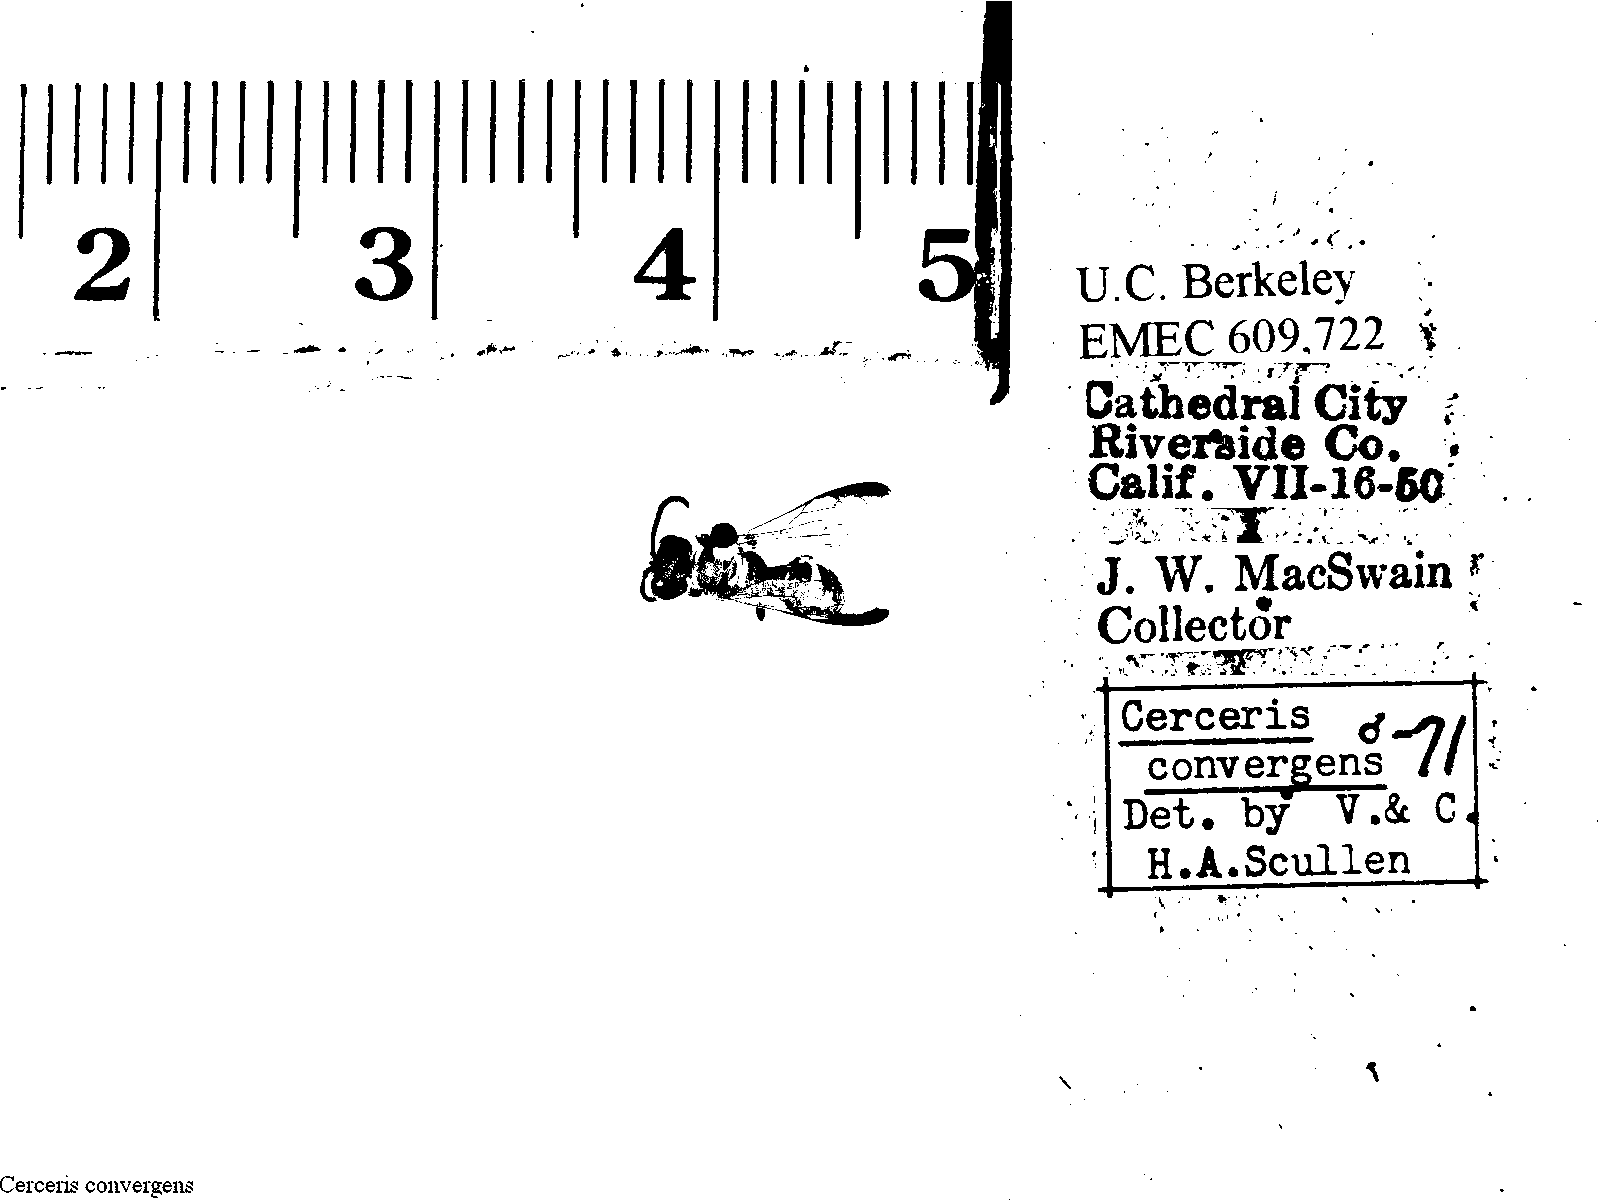 2 3 4 5
U.C. Berkeley
EMEC 609,722
Cathedral City
Riverside Co.
Calif. VII-16-50
J. W. MacSwain
Collector
Cerceris ♂-71
convergens
Det. by V.& C.
H.A.Scullen
Cerceris convergens